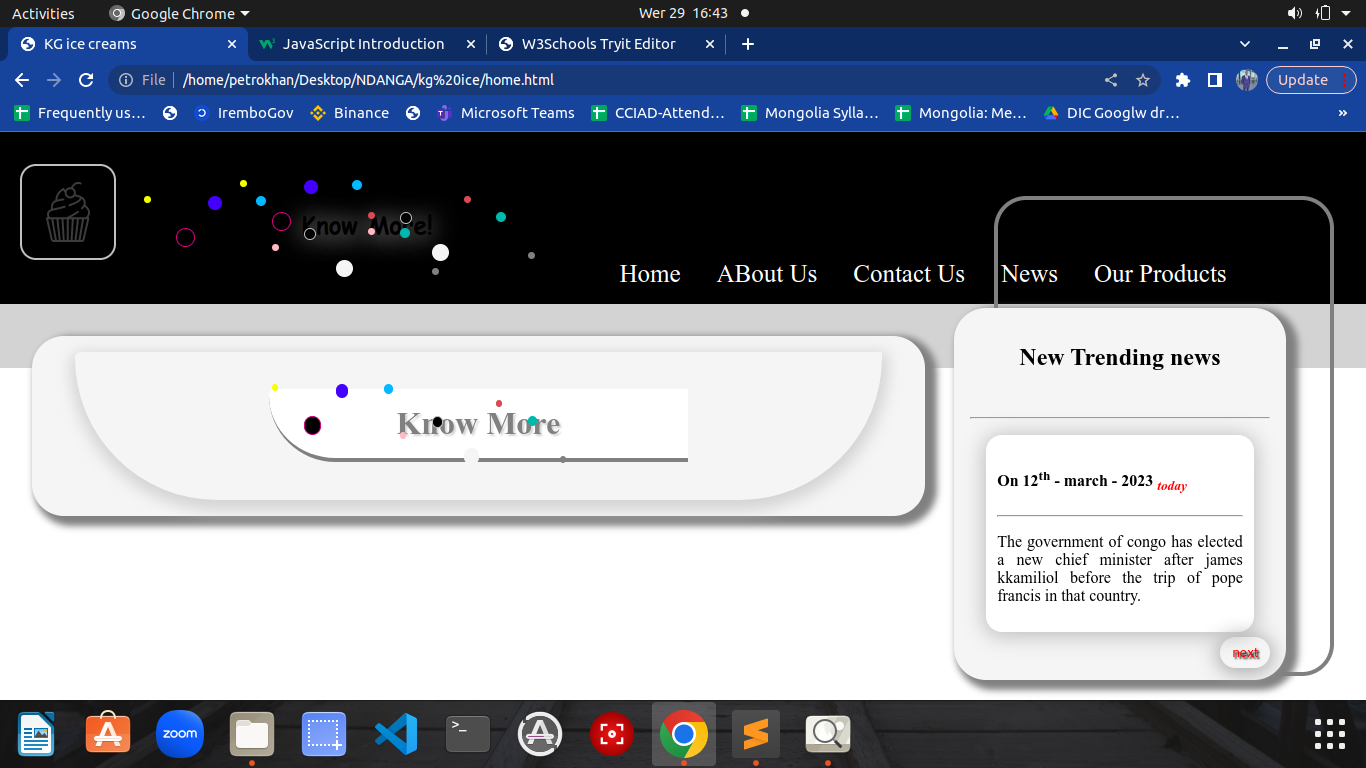 Activities
Google Chrome
Wer 29 16:43
KG ice creams
JavaScript Introduction
W3Schools Tryit Editor
File
/home/petrokhan/Desktop/NDANGA/kg%20ice/home.html
Update
Frequently us…
IremboGov
Binance
Microsoft Teams
CCIAD-Attend…
Mongolia Sylla…
Mongolia: Me…
DIC Googlw dr…
»
Know More!
Home
ABout Us
Contact Us
News
Our Products
Know More
New Trending news
On 12th - march - 2023 today
The government of congo has elected
a new chief minister after james
kkamiliol before the trip of pope
francis in that country.
next
zoom
>_